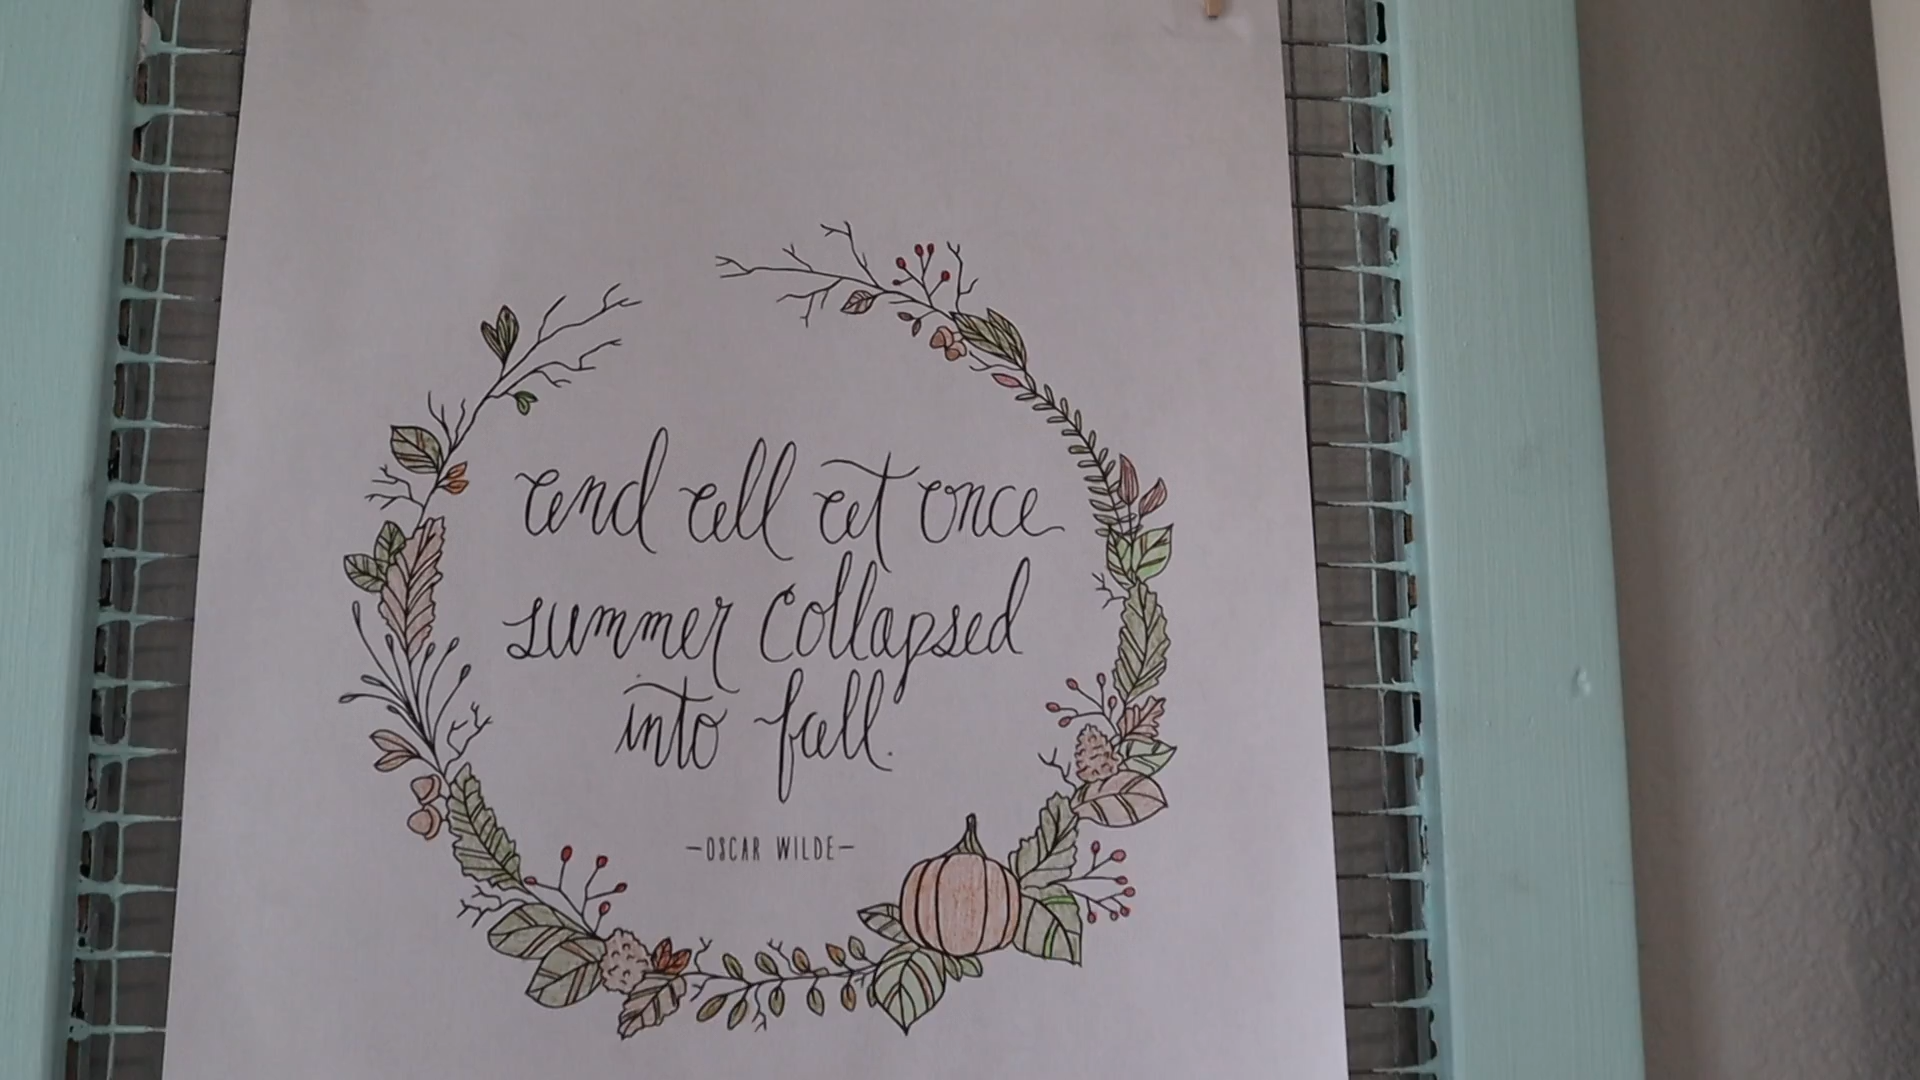 and all at once
summer collapsed
into fall.
-OSCAR WILDE-